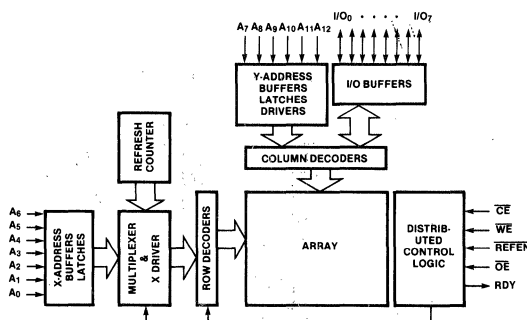 A7 A8 A9 A10 A11 A12
I/O0 · · · · I/O7
Y-ADDRESS
BUFFERS
LATCHES
DRIVERS
I/O BUFFERS
REFRESH
COUNTER
COLUMN DECODERS
A6
A5
A4
A3
A2
A1
A0
X-ADDRESS
BUFFERS
LATCHES
MULTIPLEXER
&
X DRIVER
ROW DECODERS
ARRAY
DISTRIB-
UTED
CONTROL
LOGIC
CE
WE
REFEN
OE
RDY